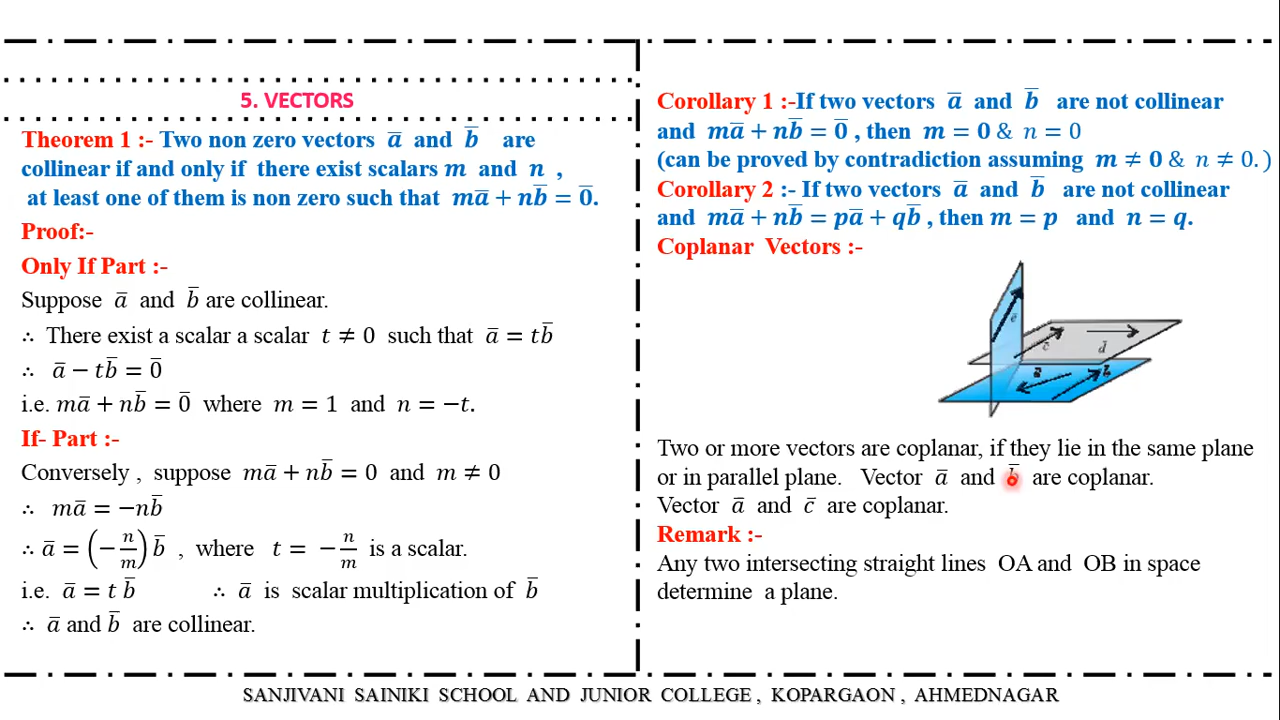 5. VECTORS
Theorem 1 :- Two non zero vectors a̅ and b̅ are
collinear if and only if there exist scalars m and n ,
at least one of them is non zero such that ma̅ + nb̅ = 0̅.
Proof:-
Only If Part :-
Suppose a̅ and b̅ are collinear.
∴ There exist a scalar a scalar t ≠ 0 such that a̅ = tb̅
∴ a̅ − tb̅ = 0̅
i.e. ma̅ + nb̅ = 0̅ where m = 1 and n = −t.
If- Part :-
Conversely , suppose ma̅ + nb̅ = 0 and m ≠ 0
∴ ma̅ = −nb̅
∴ a̅ = (−n/m) b̅ , where t = −n/m is a scalar.
i.e. a̅ = t b̅ ∴ a̅ is scalar multiplication of b̅
∴ a̅ and b̅ are collinear.
Corollary 1 :-If two vectors a̅ and b̅ are not collinear
and ma̅ + nb̅ = 0̅ , then m = 0 & n = 0
(can be proved by contradiction assuming m ≠ 0 & n ≠ 0. )
Corollary 2 :- If two vectors a̅ and b̅ are not collinear
and ma̅ + nb̅ = pa̅ + qb̅ , then m = p and n = q.
Coplanar Vectors :-
e̅
c̅
d̅
a̅
b̅
Two or more vectors are coplanar, if they lie in the same plane
or in parallel plane. Vector a̅ and b̅ are coplanar.
Vector a̅ and c̅ are coplanar.
Remark :-
Any two intersecting straight lines OA and OB in space
determine a plane.
SANJIVANI SAINIKI SCHOOL AND JUNIOR COLLEGE , KOPARGAON , AHMEDNAGAR